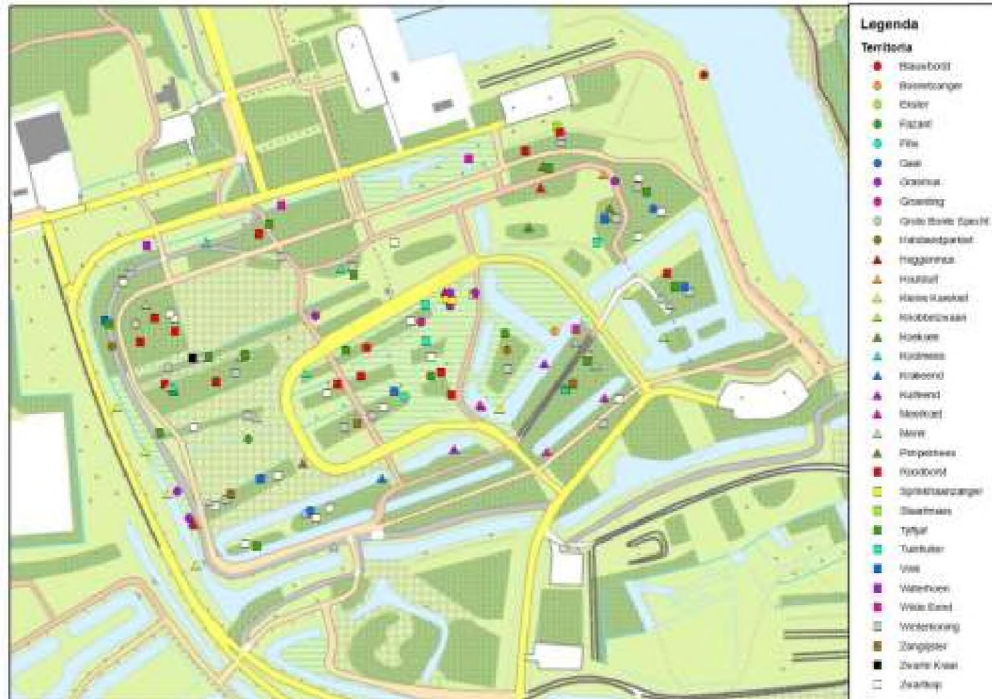 Legenda
Territoria
Blauwborst
Bosrietzanger
Ekster
Fazant
Fitis
Gaai
Grasmus
Groenling
Grote Bonte Specht
Halsbandparkiet
Heggenmus
Houtduif
Kleine Karekiet
Knobbelzwaan
Koekoek
Koolmees
Krakeend
Kuifeend
Meerkoet
Merel
Pimpelmees
Roodborst
Sprinkhaanzanger
Staartmees
Tjiftjaf
Tuinfluiter
Vink
Waterhoen
Wilde Eend
Winterkoning
Zanglijster
Zwarte Kraai
Zwartkop